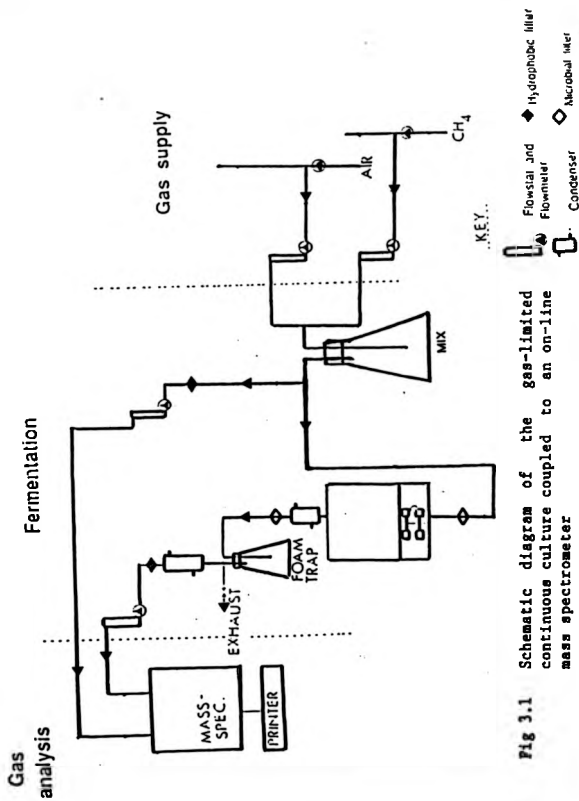 Gas
analysis
Fermentation
Gas supply
MASS-
SPEC.
PRINTER
EXHAUST
FOAM
TRAP
MIX
AIR
CH4
KEY
Flowstat and
Flowmeter
Hydrophobic filter
Condenser
Microbial filter
Fig 3.1 Schematic diagram of the gas-limited
continuous culture coupled to an on-line
mass spectrometer